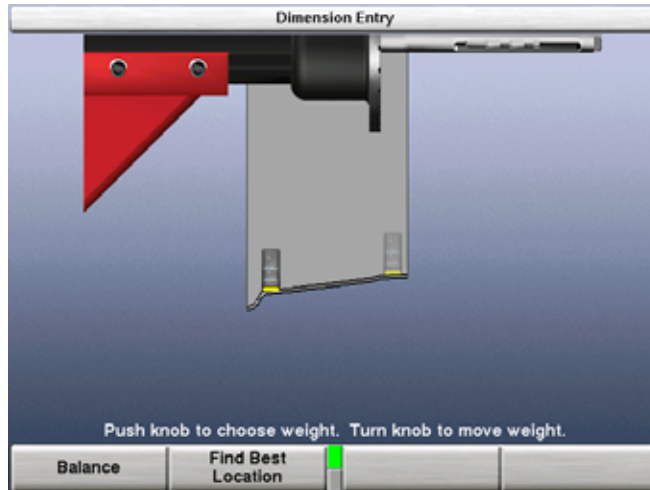 Dimension Entry
Push knob to choose weight.  Turn knob to move weight.
Balance
Find Best
Location